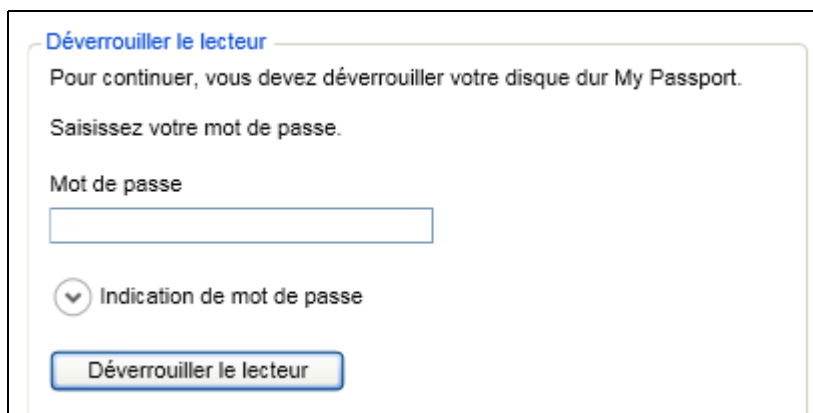 Déverrouiller le lecteur
Pour continuer, vous devez déverrouiller votre disque dur My Passport.
Saisissez votre mot de passe.
Mot de passe
Indication de mot de passe
Déverrouiller le lecteur